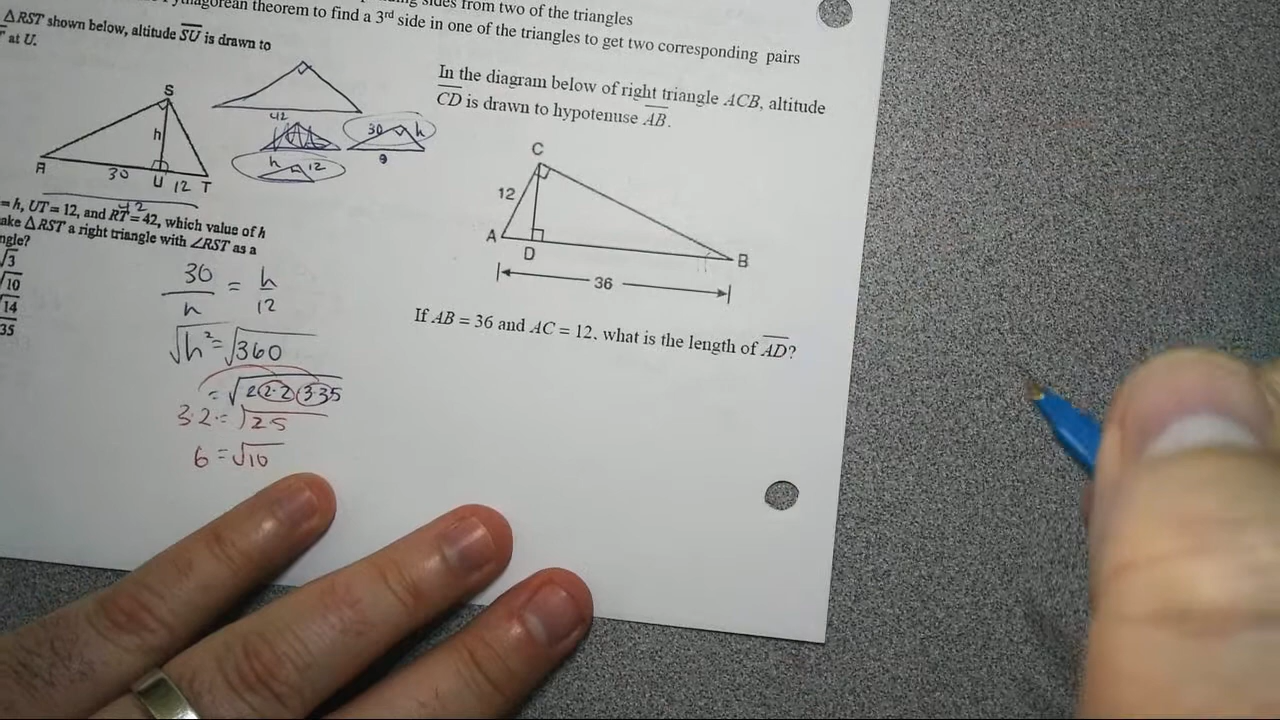 ing sides from two of the triangles
theorem to find a 3rd side in one of the triangles to get two corresponding pairs
△RST shown below, altitude SU is drawn to
at U.
S
h
A
30
U
12
T
42
42
30
h
9
h
12
= h, UT = 12, and RT = 42, which value of h
ake △RST a right triangle with ∠RST as a
ngle?
√3
√10
√14
35
30/h = h/12
√h² = √360
= √2(2·2)(3·3)5
3·2 = √2·5
6 = √10
In the diagram below of right triangle ACB, altitude
CD is drawn to hypotenuse AB.
C
12
A
D
B
36
If AB = 36 and AC = 12, what is the length of AD?